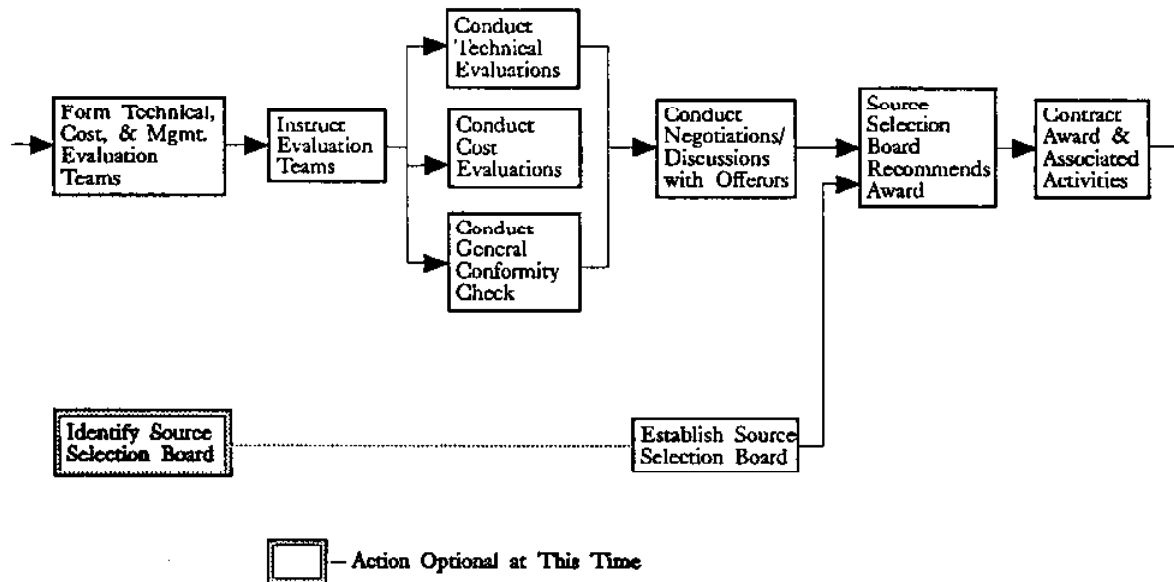 Form Technical,
Cost, & Mgmt.
Evaluation
Teams
Instruct
Evaluation
Teams
Conduct
Technical
Evaluations
Conduct
Cost
Evaluations
Conduct
General
Conformity
Check
Conduct
Negotiations/
Discussions
with Offerors
Source
Selection
Board
Recommends
Award
Contract
Award &
Associated
Activities
Identify Source
Selection Board
Establish Source
Selection Board
– Action Optional at This Time